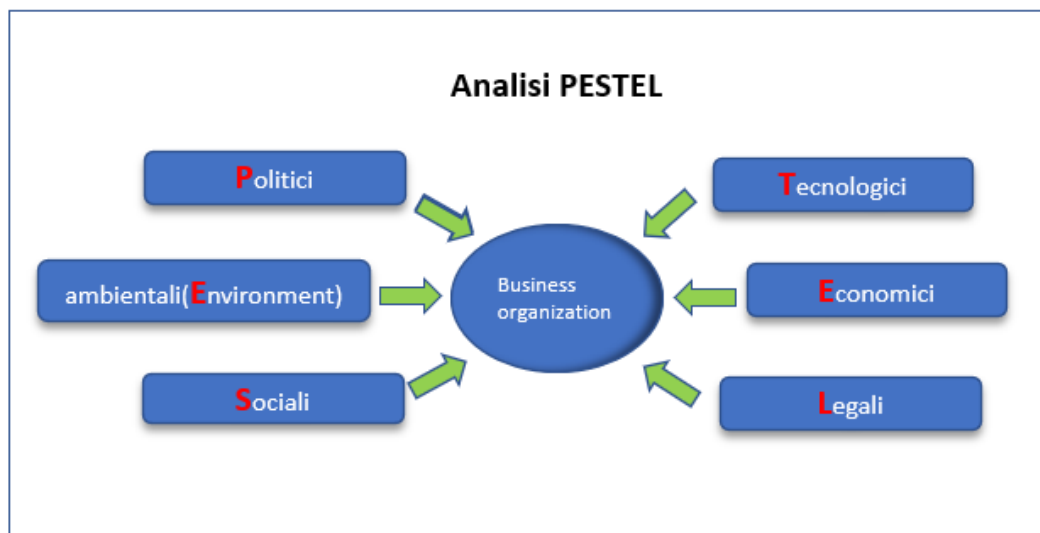 Analisi PESTEL
Politici
Tecnologici
ambientali(Environment)
Business
organization
Economici
Sociali
Legali